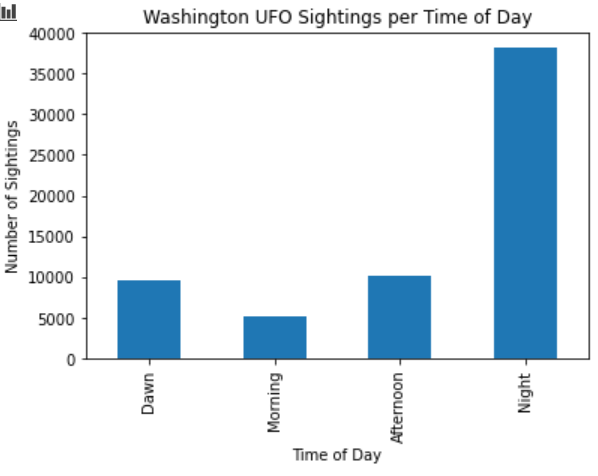 Washington UFO Sightings per Time of Day
Number of Sightings
40000
35000
30000
25000
20000
15000
10000
5000
0
Dawn
Morning
Afternoon
Night
Time of Day